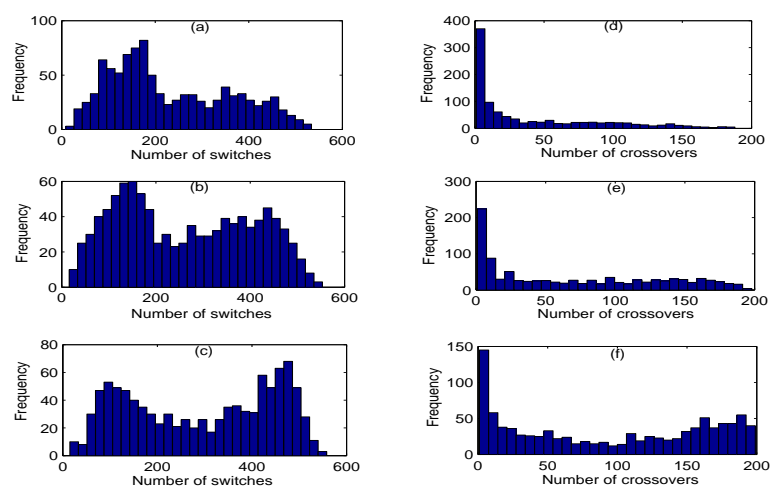 (a)
Frequency
100
50
0
0 200 400 600
Number of switches
(d)
Frequency
400
300
200
100
0
0 50 100 150 200
Number of crossovers
(b)
Frequency
60
40
20
0
0 200 400 600
Number of switches
(e)
Frequency
300
200
100
0
0 50 100 150 200
Number of crossovers
(c)
Frequency
80
60
40
20
0
0 200 400 600
Number of switches
(f)
Frequency
150
100
50
0
0 50 100 150 200
Number of crossovers